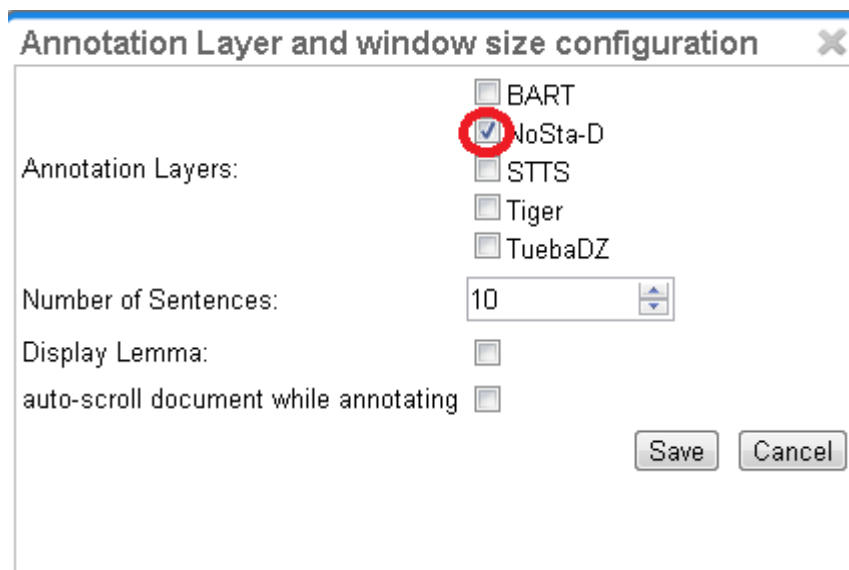 Annotation Layer and window size configuration
BART
NoSta-D
Annotation Layers:
STTS
Tiger
TuebaDZ
Number of Sentences: 10
Display Lemma:
auto-scroll document while annotating
Save Cancel